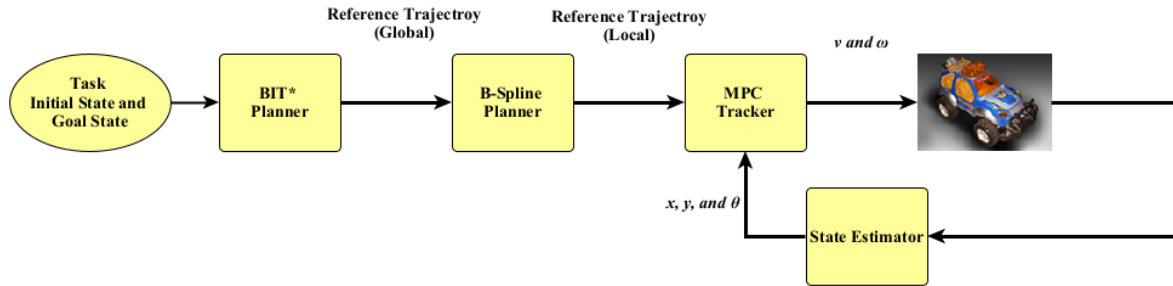 Reference Trajectroy
(Global)
Reference Trajectroy
(Local)
v and ω
Task
Initial State and
Goal State
BIT*
Planner
B-Spline
Planner
MPC
Tracker
x, y, and θ
State Estimator